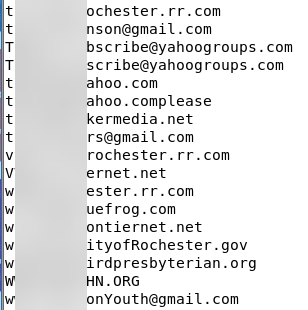 t ochester.rr.com
t nson@gmail.com
T bscribe@yahoogroups.com
T scribe@yahoogroups.com
t ahoo.com
t ahoo.complease
t kermedia.net
t rs@gmail.com
v rochester.rr.com
V ernet.net
w ester.rr.com
w uefrog.com
w ontiernet.net
w ityofRochester.gov
w irdpresbyterian.org
W HN.ORG
w onYouth@gmail.com